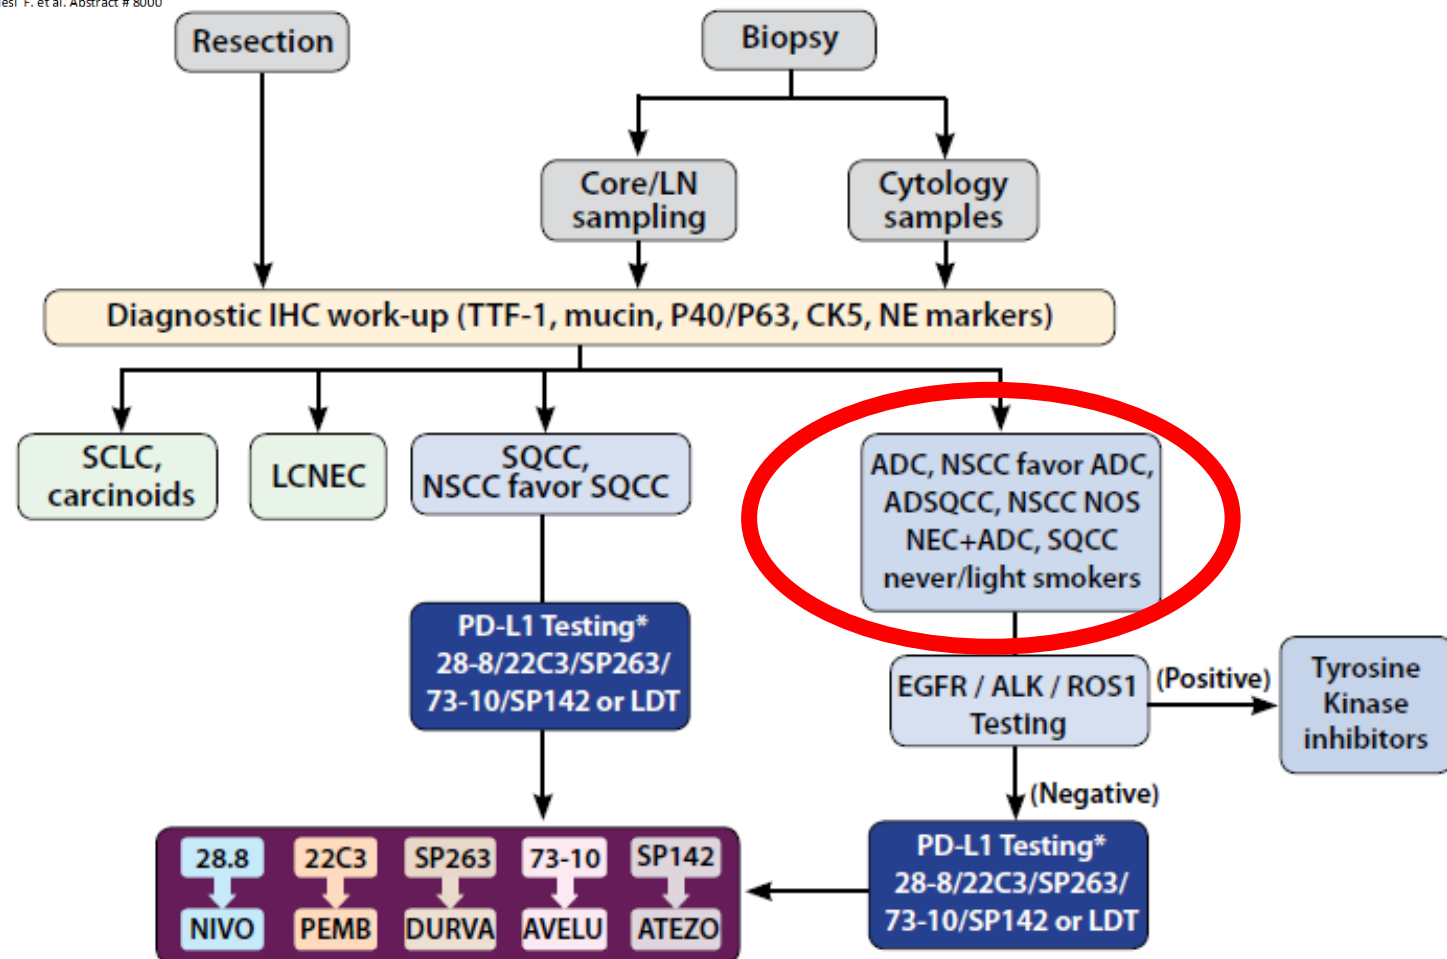 F. et al. Abstract # 8000
Resection
Biopsy
Core/LN
sampling
Cytology
samples
Diagnostic IHC work-up (TTF-1, mucin, P40/P63, CK5, NE markers)
SCLC,
carcinoids
LCNEC
SQCC,
NSCC favor SQCC
ADC, NSCC favor ADC,
ADSQCC, NSCC NOS
NEC+ADC, SQCC
never/light smokers
PD-L1 Testing*
28-8/22C3/SP263/
73-10/SP142 or LDT
EGFR / ALK / ROS1
Testing
(Positive)
Tyrosine
Kinase
inhibitors
(Negative)
PD-L1 Testing*
28-8/22C3/SP263/
73-10/SP142 or LDT
28.8 22C3 SP263 73-10 SP142
NIVO PEMB DURVA AVELU ATEZO